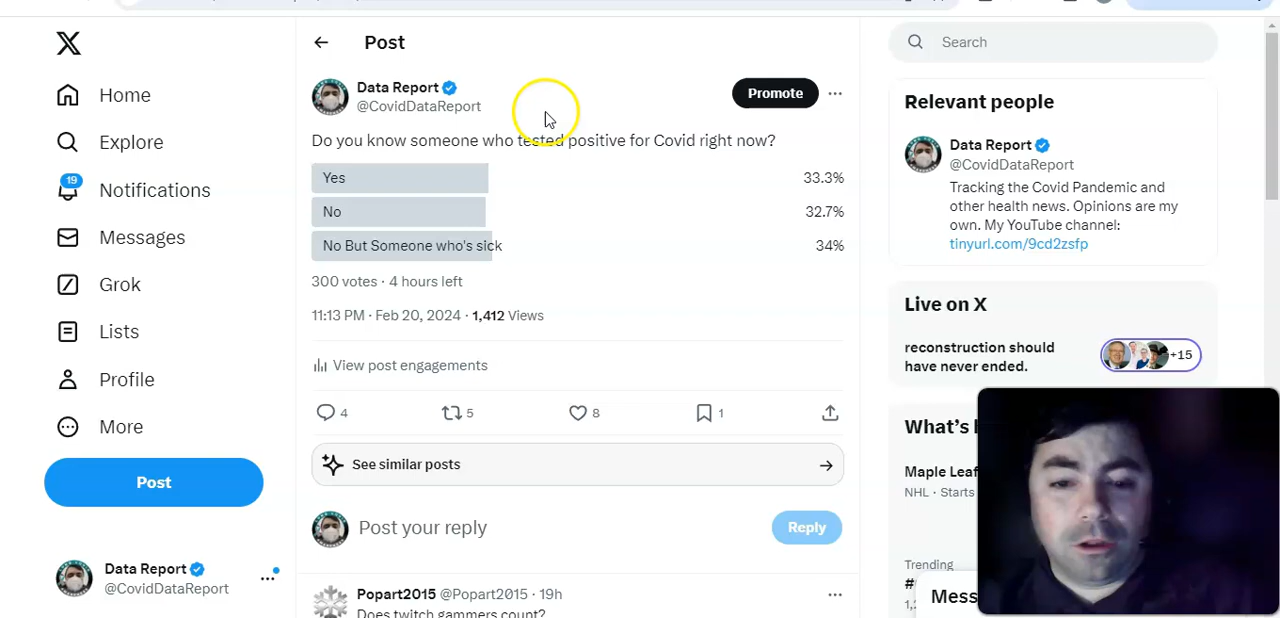 Post
Data Report
@CovidDataReport
Promote
Do you know someone who tested positive for Covid right now?
Yes 33.3%
No 32.7%
No But Someone who's sick 34%
300 votes · 4 hours left
11:13 PM · Feb 20, 2024 · 1,412 Views
View post engagements
4 5 8 1
See similar posts
Post your reply
Reply
Popart2015 @Popart2015 · 19h
Does twitch gammers count?
Home
Explore
19
Notifications
Messages
Grok
Lists
Profile
More
Post
Data Report
@CovidDataReport
Search
Relevant people
Data Report
@CovidDataReport
Tracking the Covid Pandemic and
other health news. Opinions are my
own. My YouTube channel:
tinyurl.com/9cd2zsfp
Live on X
reconstruction should
have never ended.
+15
What's
Maple Leaf
NHL · Starts
Trending
#
Mess